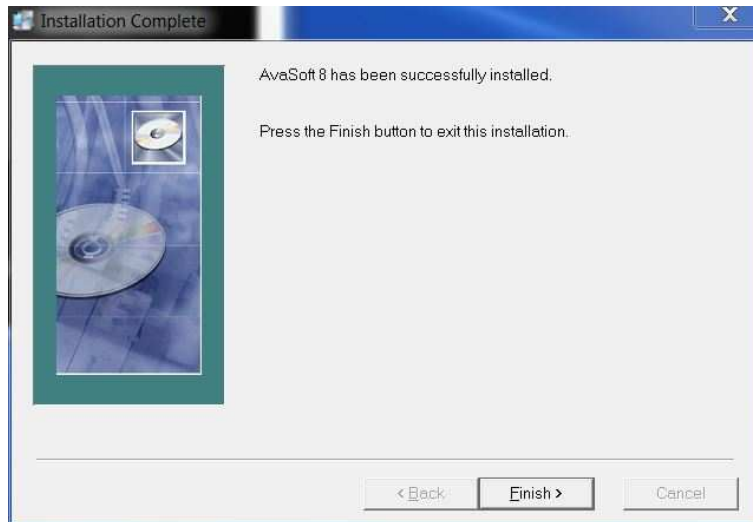 Installation Complete
X
AvaSoft 8 has been successfully installed.
Press the Finish button to exit this installation.
< Back
Finish >
Cancel